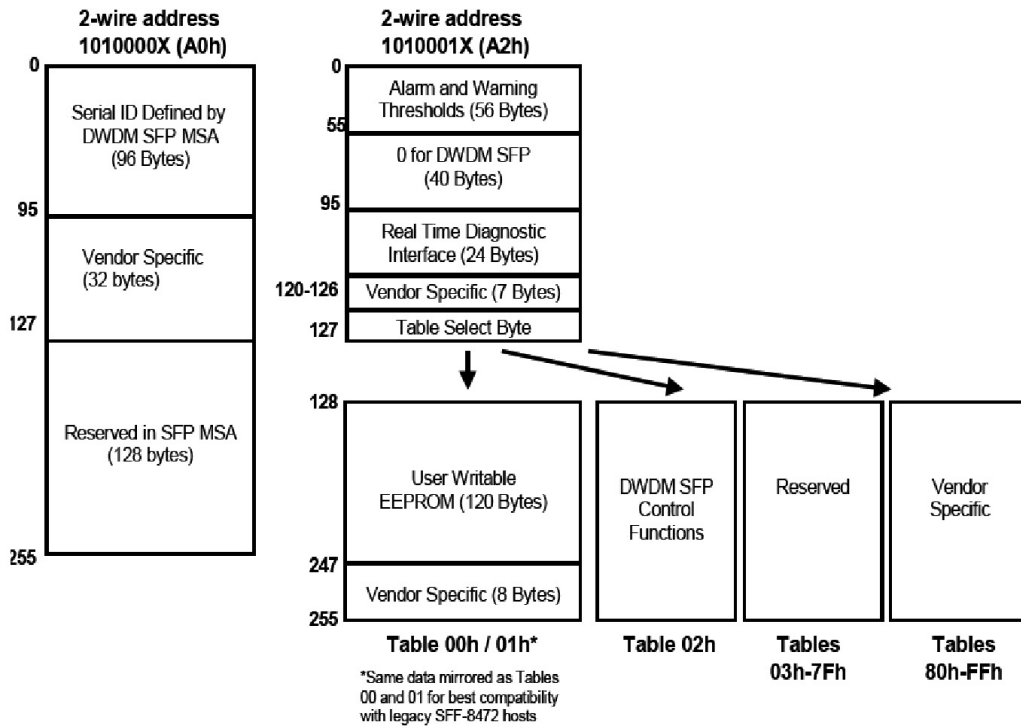 2-wire address
1010000X (A0h)
0
Serial ID Defined by
DWDM SFP MSA
(96 Bytes)
95
Vendor Specific
(32 bytes)
127
Reserved in SFP MSA
(128 bytes)
255
2-wire address
1010001X (A2h)
0
Alarm and Warning
Thresholds (56 Bytes)
55
0 for DWDM SFP
(40 Bytes)
95
Real Time Diagnostic
Interface (24 Bytes)
120-126
Vendor Specific (7 Bytes)
127
Table Select Byte
128
User Writable
EEPROM (120 Bytes)
247
Vendor Specific (8 Bytes)
255
Table 00h / 01h*
*Same data mirrored as Tables
00 and 01 for best compatibility
with legacy SFF-8472 hosts
DWDM SFP
Control
Functions
Table 02h
Reserved
Tables
03h-7Fh
Vendor
Specific
Tables
80h-FFh